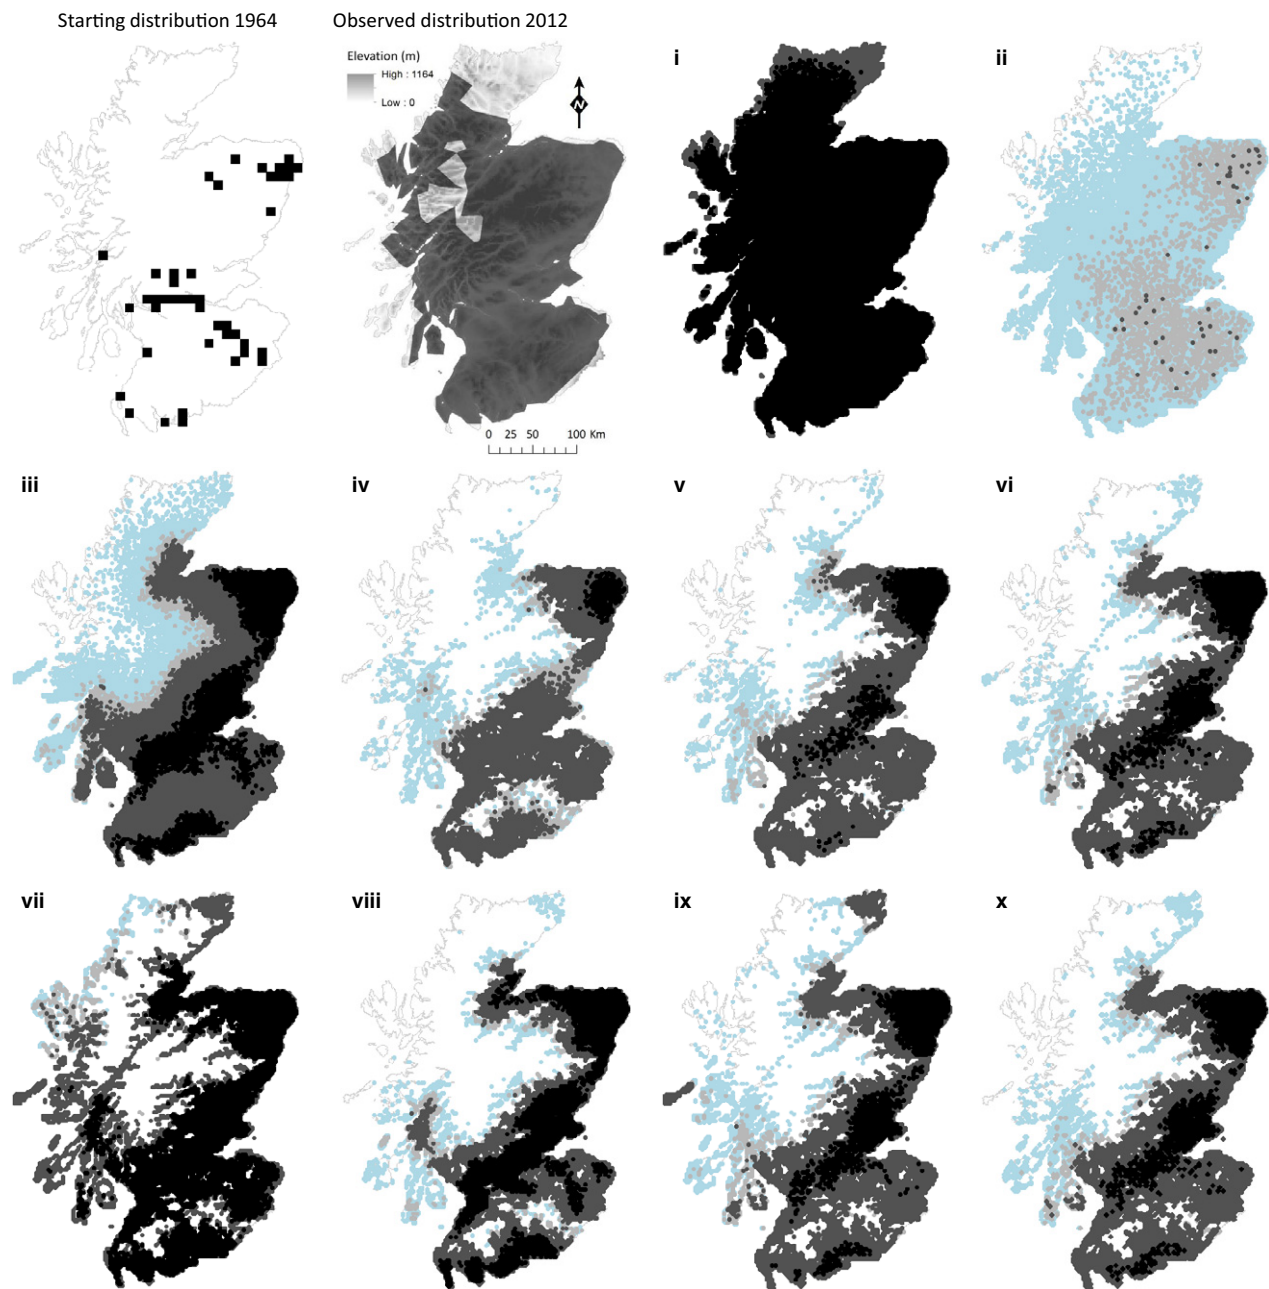 Starting distribution 1964
Observed distribution 2012
Elevation (m)
High : 1164
Low : 0
N
0 25 50 100 Km
i
ii
iii
iv
v
vi
vii
viii
ix
x